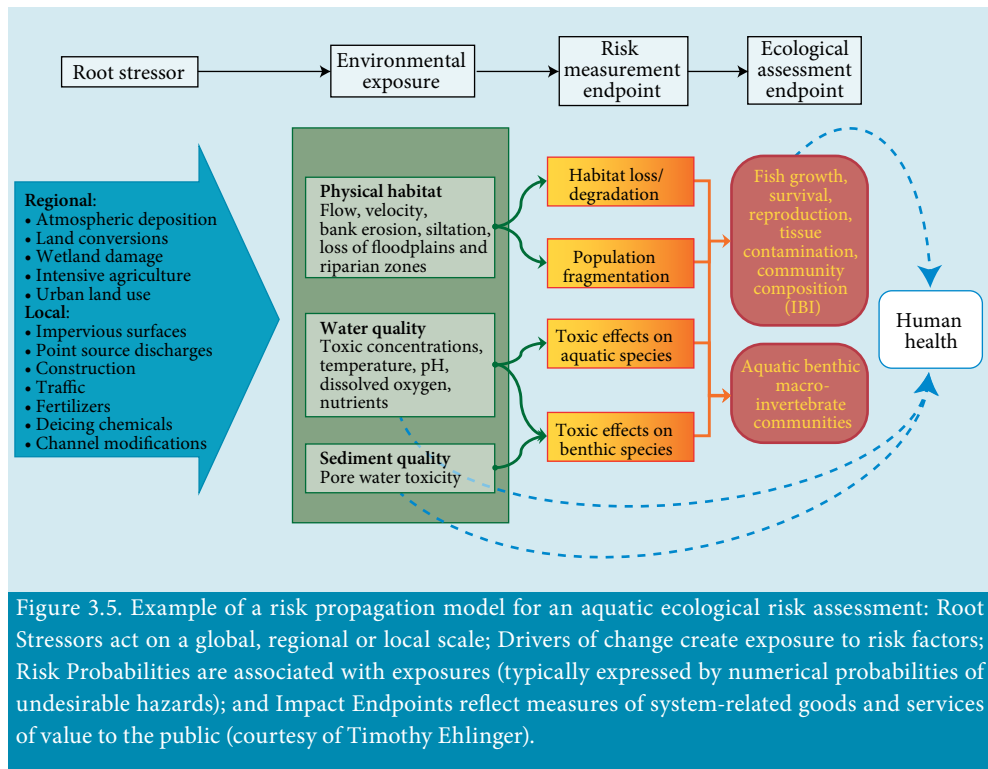 Root stressor
Environmental
exposure
Risk
measurement
endpoint
Ecological
assessment
endpoint
Regional:
• Atmospheric deposition
• Land conversions
• Wetland damage
• Intensive agriculture
• Urban land use
Local:
• Impervious surfaces
• Point source discharges
• Construction
• Traffic
• Fertilizers
• Deicing chemicals
• Channel modifications
Physical habitat
Flow, velocity,
bank erosion, siltation,
loss of floodplains and
riparian zones
Water quality
Toxic concentrations,
temperature, pH,
dissolved oxygen,
nutrients
Sediment quality
Pore water toxicity
Habitat loss/
degradation
Population
fragmentation
Toxic effects on
aquatic species
Toxic effects on
benthic species
Fish growth,
survival,
reproduction,
tissue
contamination,
community
composition
(IBI)
Aquatic benthic
macro-
invertebrate
communities
Human
health
Figure 3.5. Example of a risk propagation model for an aquatic ecological risk assessment: Root
Stressors act on a global, regional or local scale; Drivers of change create exposure to risk factors;
Risk Probabilities are associated with exposures (typically expressed by numerical probabilities of
undesirable hazards); and Impact Endpoints reflect measures of system-related goods and services
of value to the public (courtesy of Timothy Ehlinger).